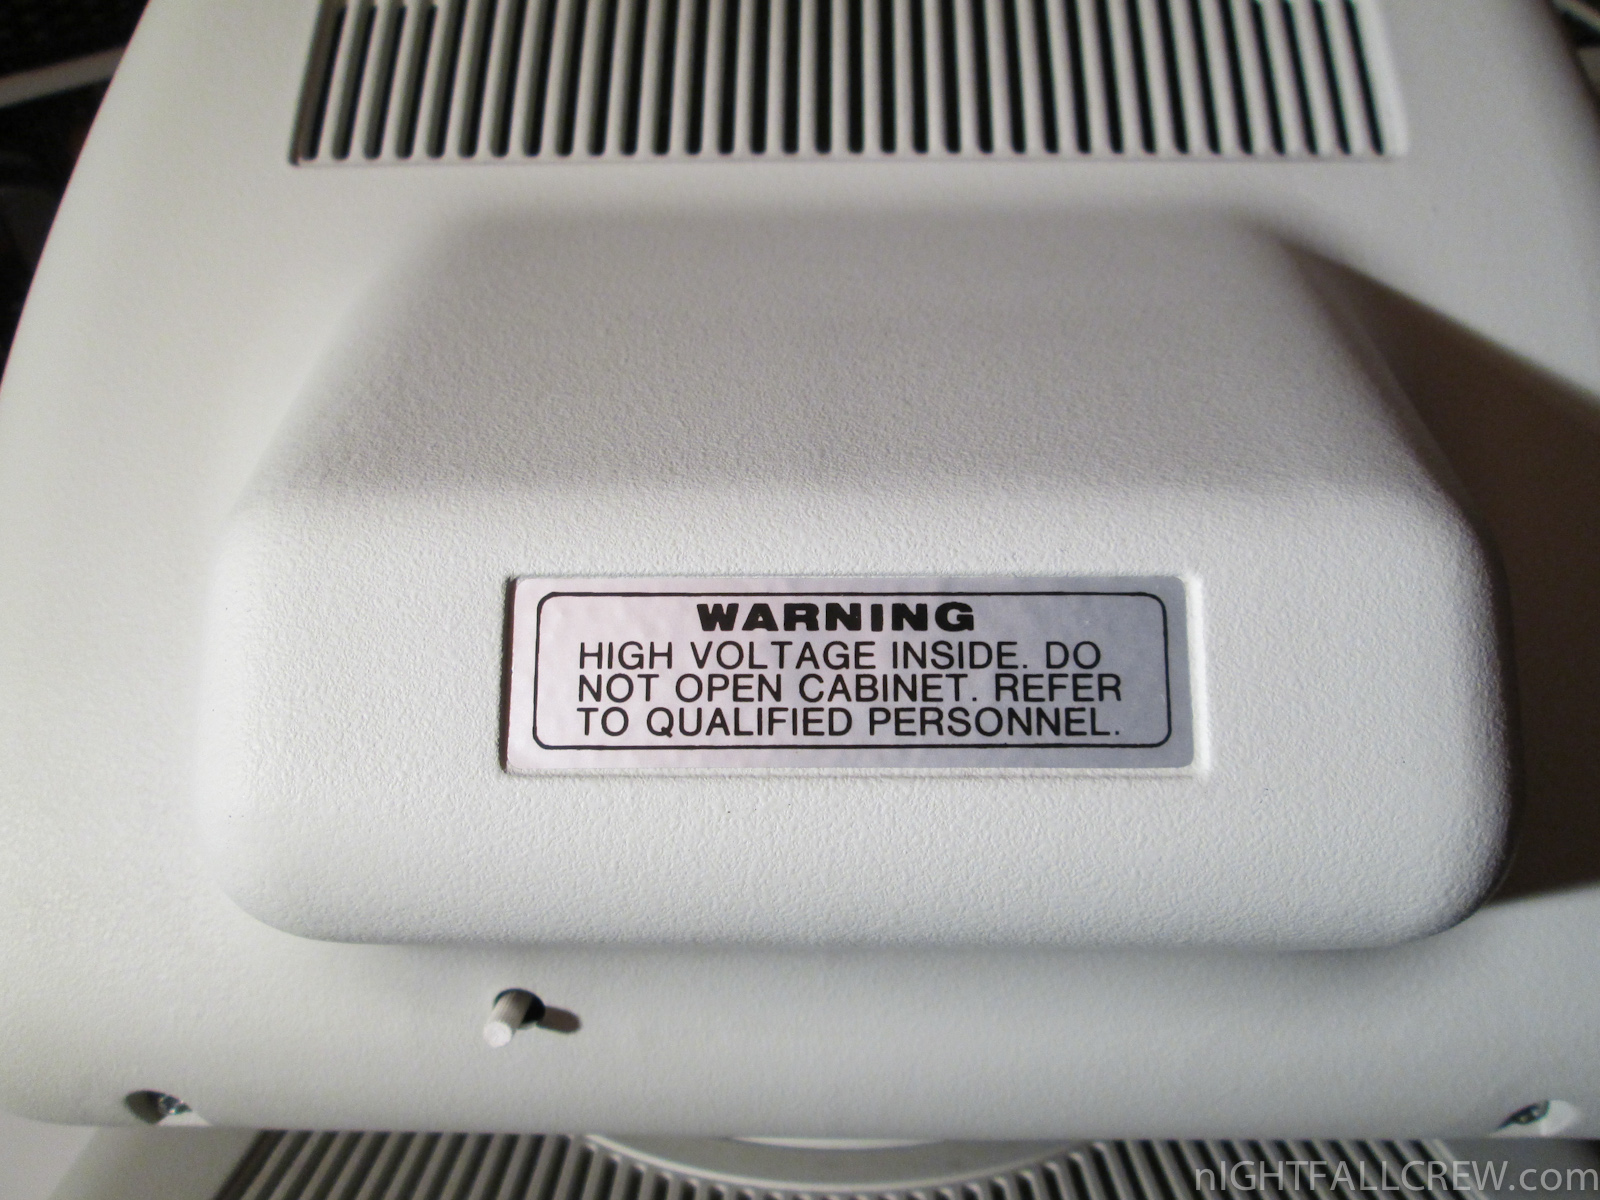 WARNING
HIGH VOLTAGE INSIDE. DO
NOT OPEN CABINET. REFER
TO QUALIFIED PERSONNEL.
nIGHTFALLCREW.com